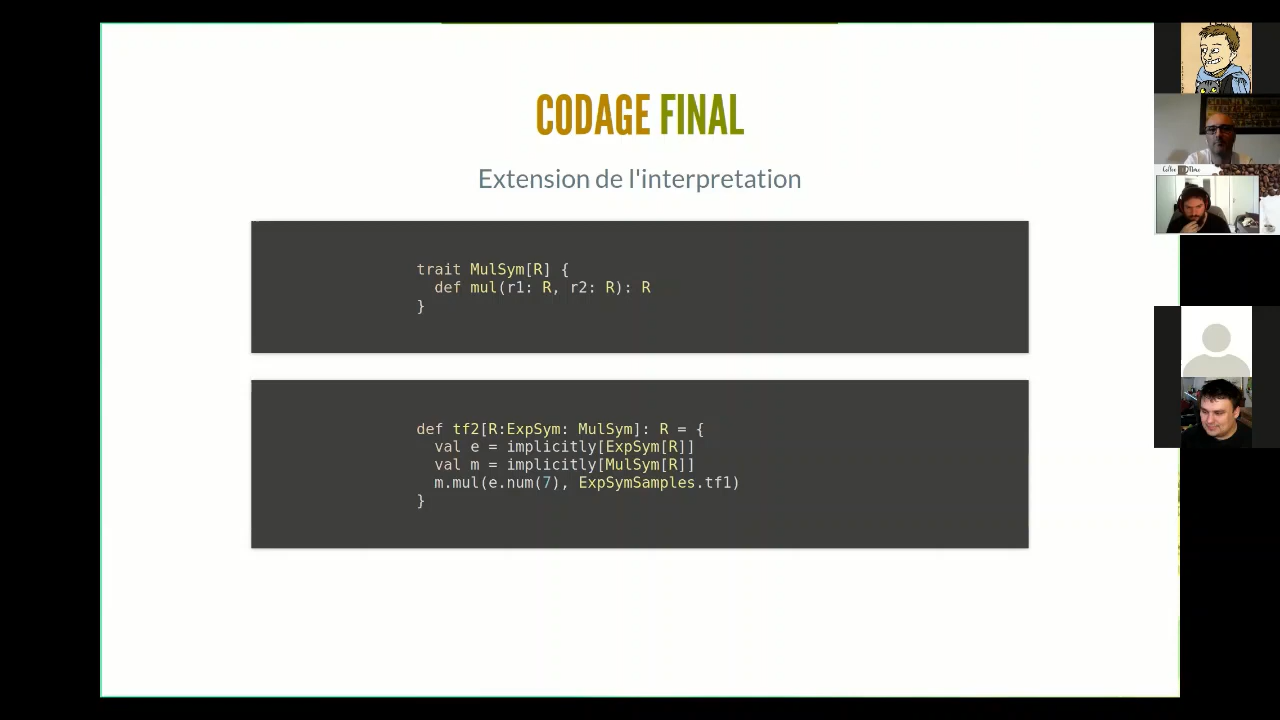 CODAGE FINAL
Extension de l'interpretation
trait MulSym[R] {
def mul(r1: R, r2: R): R
}
def tf2[R:ExpSym: MulSym]: R = {
val e = implicitly[ExpSym[R]]
val m = implicitly[MulSym[R]]
m.mul(e.num(7), ExpSymSamples.tf1)
}